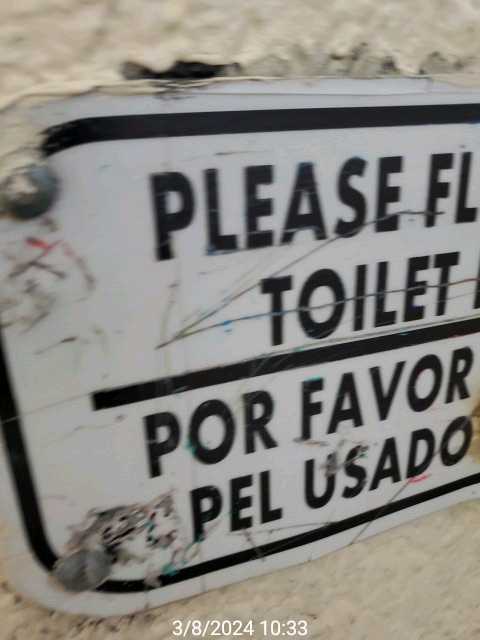 PLEASE FL
TOILET
POR FAVOR
PEL USADO
3/8/2024 10:33